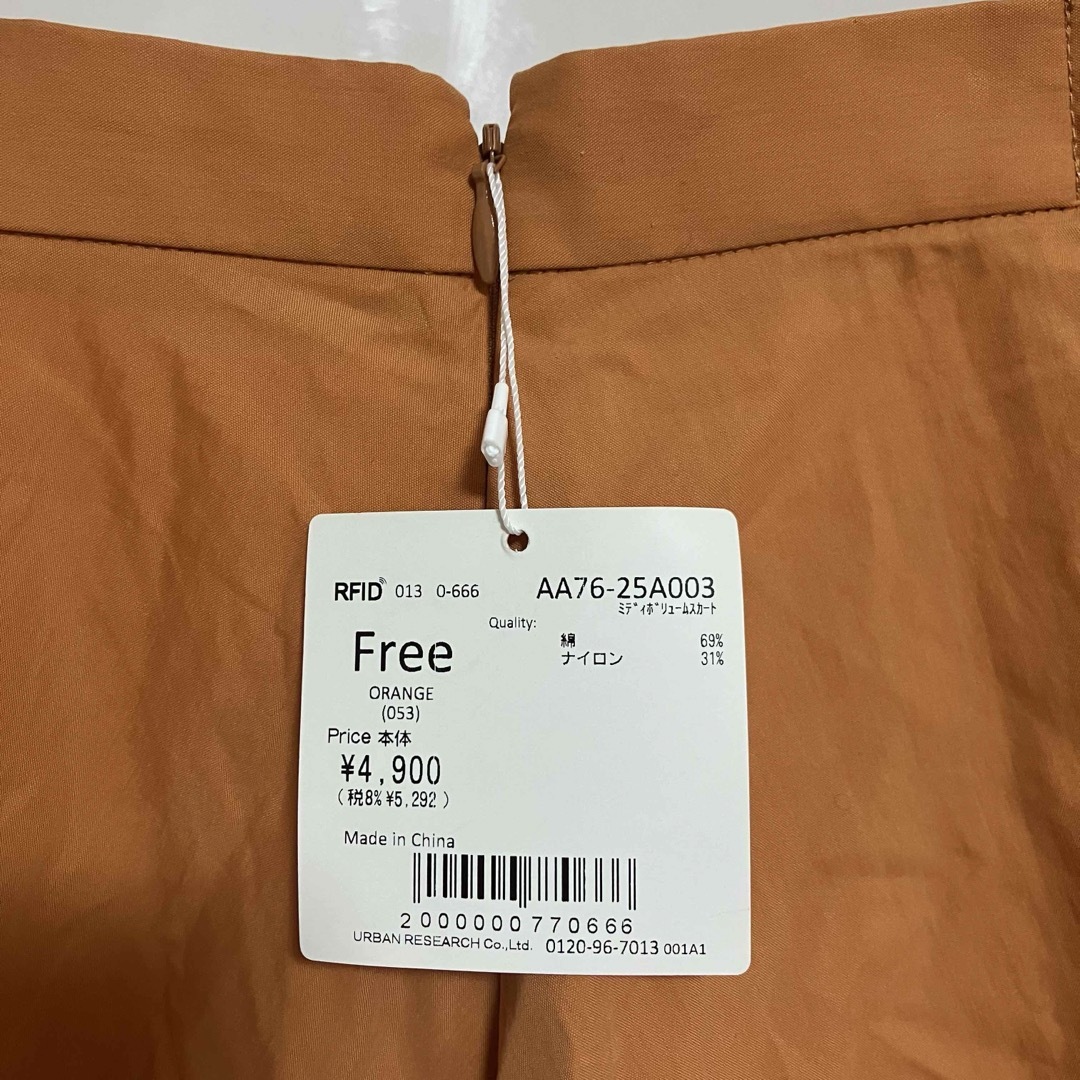 RFID 013 0-666 AA76-25A003
ミディボリュームスカート
Quality:
綿 69%
ナイロン 31%
Free
ORANGE
(053)
Price 本体
¥4,900
(税8%¥5,292)
Made in China
2000000770666
URBAN RESEARCH Co.,Ltd. 0120-96-7013 001A1